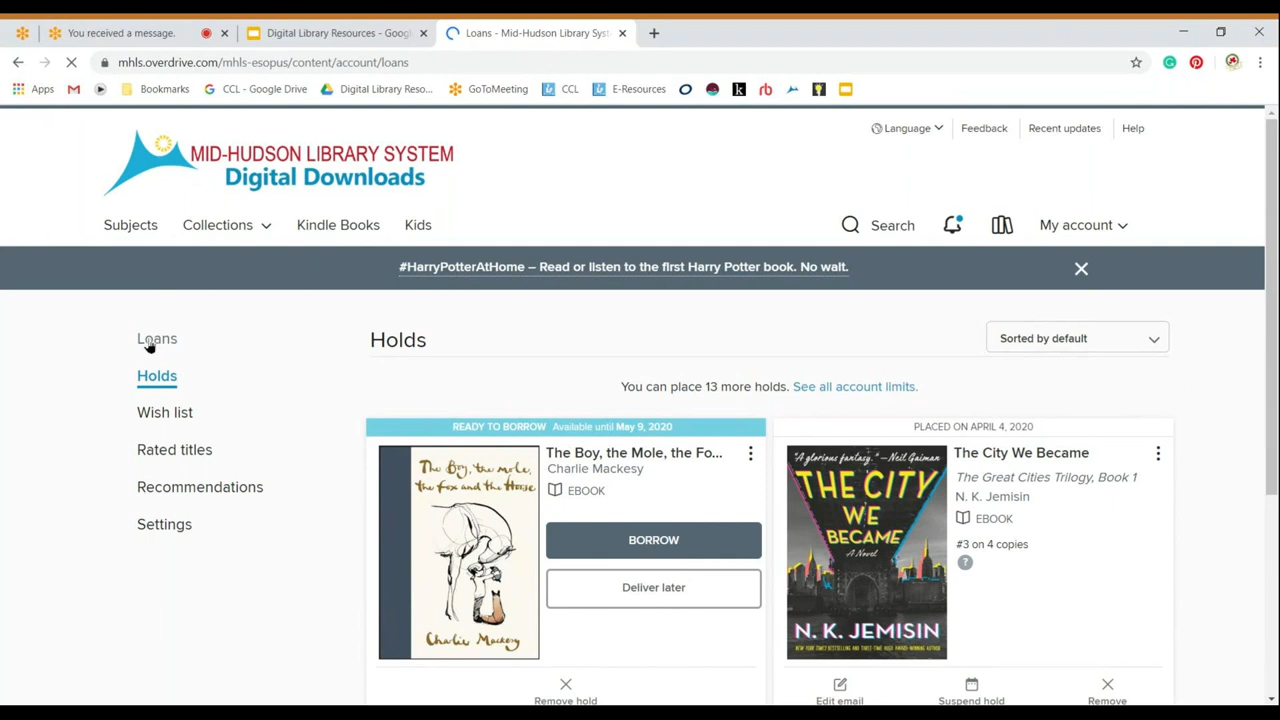 You received a message.
Digital Library Resources - Goog
Loans - Mid-Hudson Library Syst
mhls.overdrive.com/mhls-esopus/content/account/loans
Apps
Bookmarks
CCL - Google Drive
Digital Library Reso...
GoToMeeting
CCL
E-Resources
Language
Feedback
Recent updates
Help
MID-HUDSON LIBRARY SYSTEM
Digital Downloads
Subjects
Collections
Kindle Books
Kids
Search
My account
#HarryPotterAtHome – Read or listen to the first Harry Potter book. No wait.
Loans
Holds
Wish list
Rated titles
Recommendations
Settings
Holds
Sorted by default
You can place 13 more holds. See all account limits.
READY TO BORROW Available until May 9, 2020
The Boy, the mole,
the fox and the Horse
Charlie Mackesy
The Boy, the Mole, the Fo...
Charlie Mackesy
EBOOK
BORROW
Deliver later
Remove hold
PLACED ON APRIL 4, 2020
"A glorious fantasy." —Neil Gaiman
THE CITY
WE
BECAME
A Novel
N. K. JEMISIN
The City We Became
The Great Cities Trilogy, Book 1
N. K. Jemisin
EBOOK
#3 on 4 copies
?
Edit email
Suspend hold
Remove